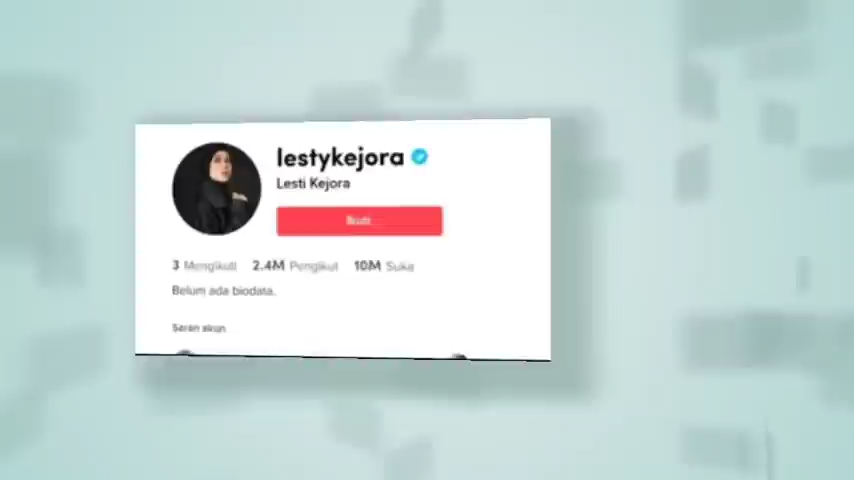 lestykejora
Lesti Kejora
Ikuti
3 Mengikuti 2.4M Pengikut 10M Suka
Belum ada biodata.
Saran akun